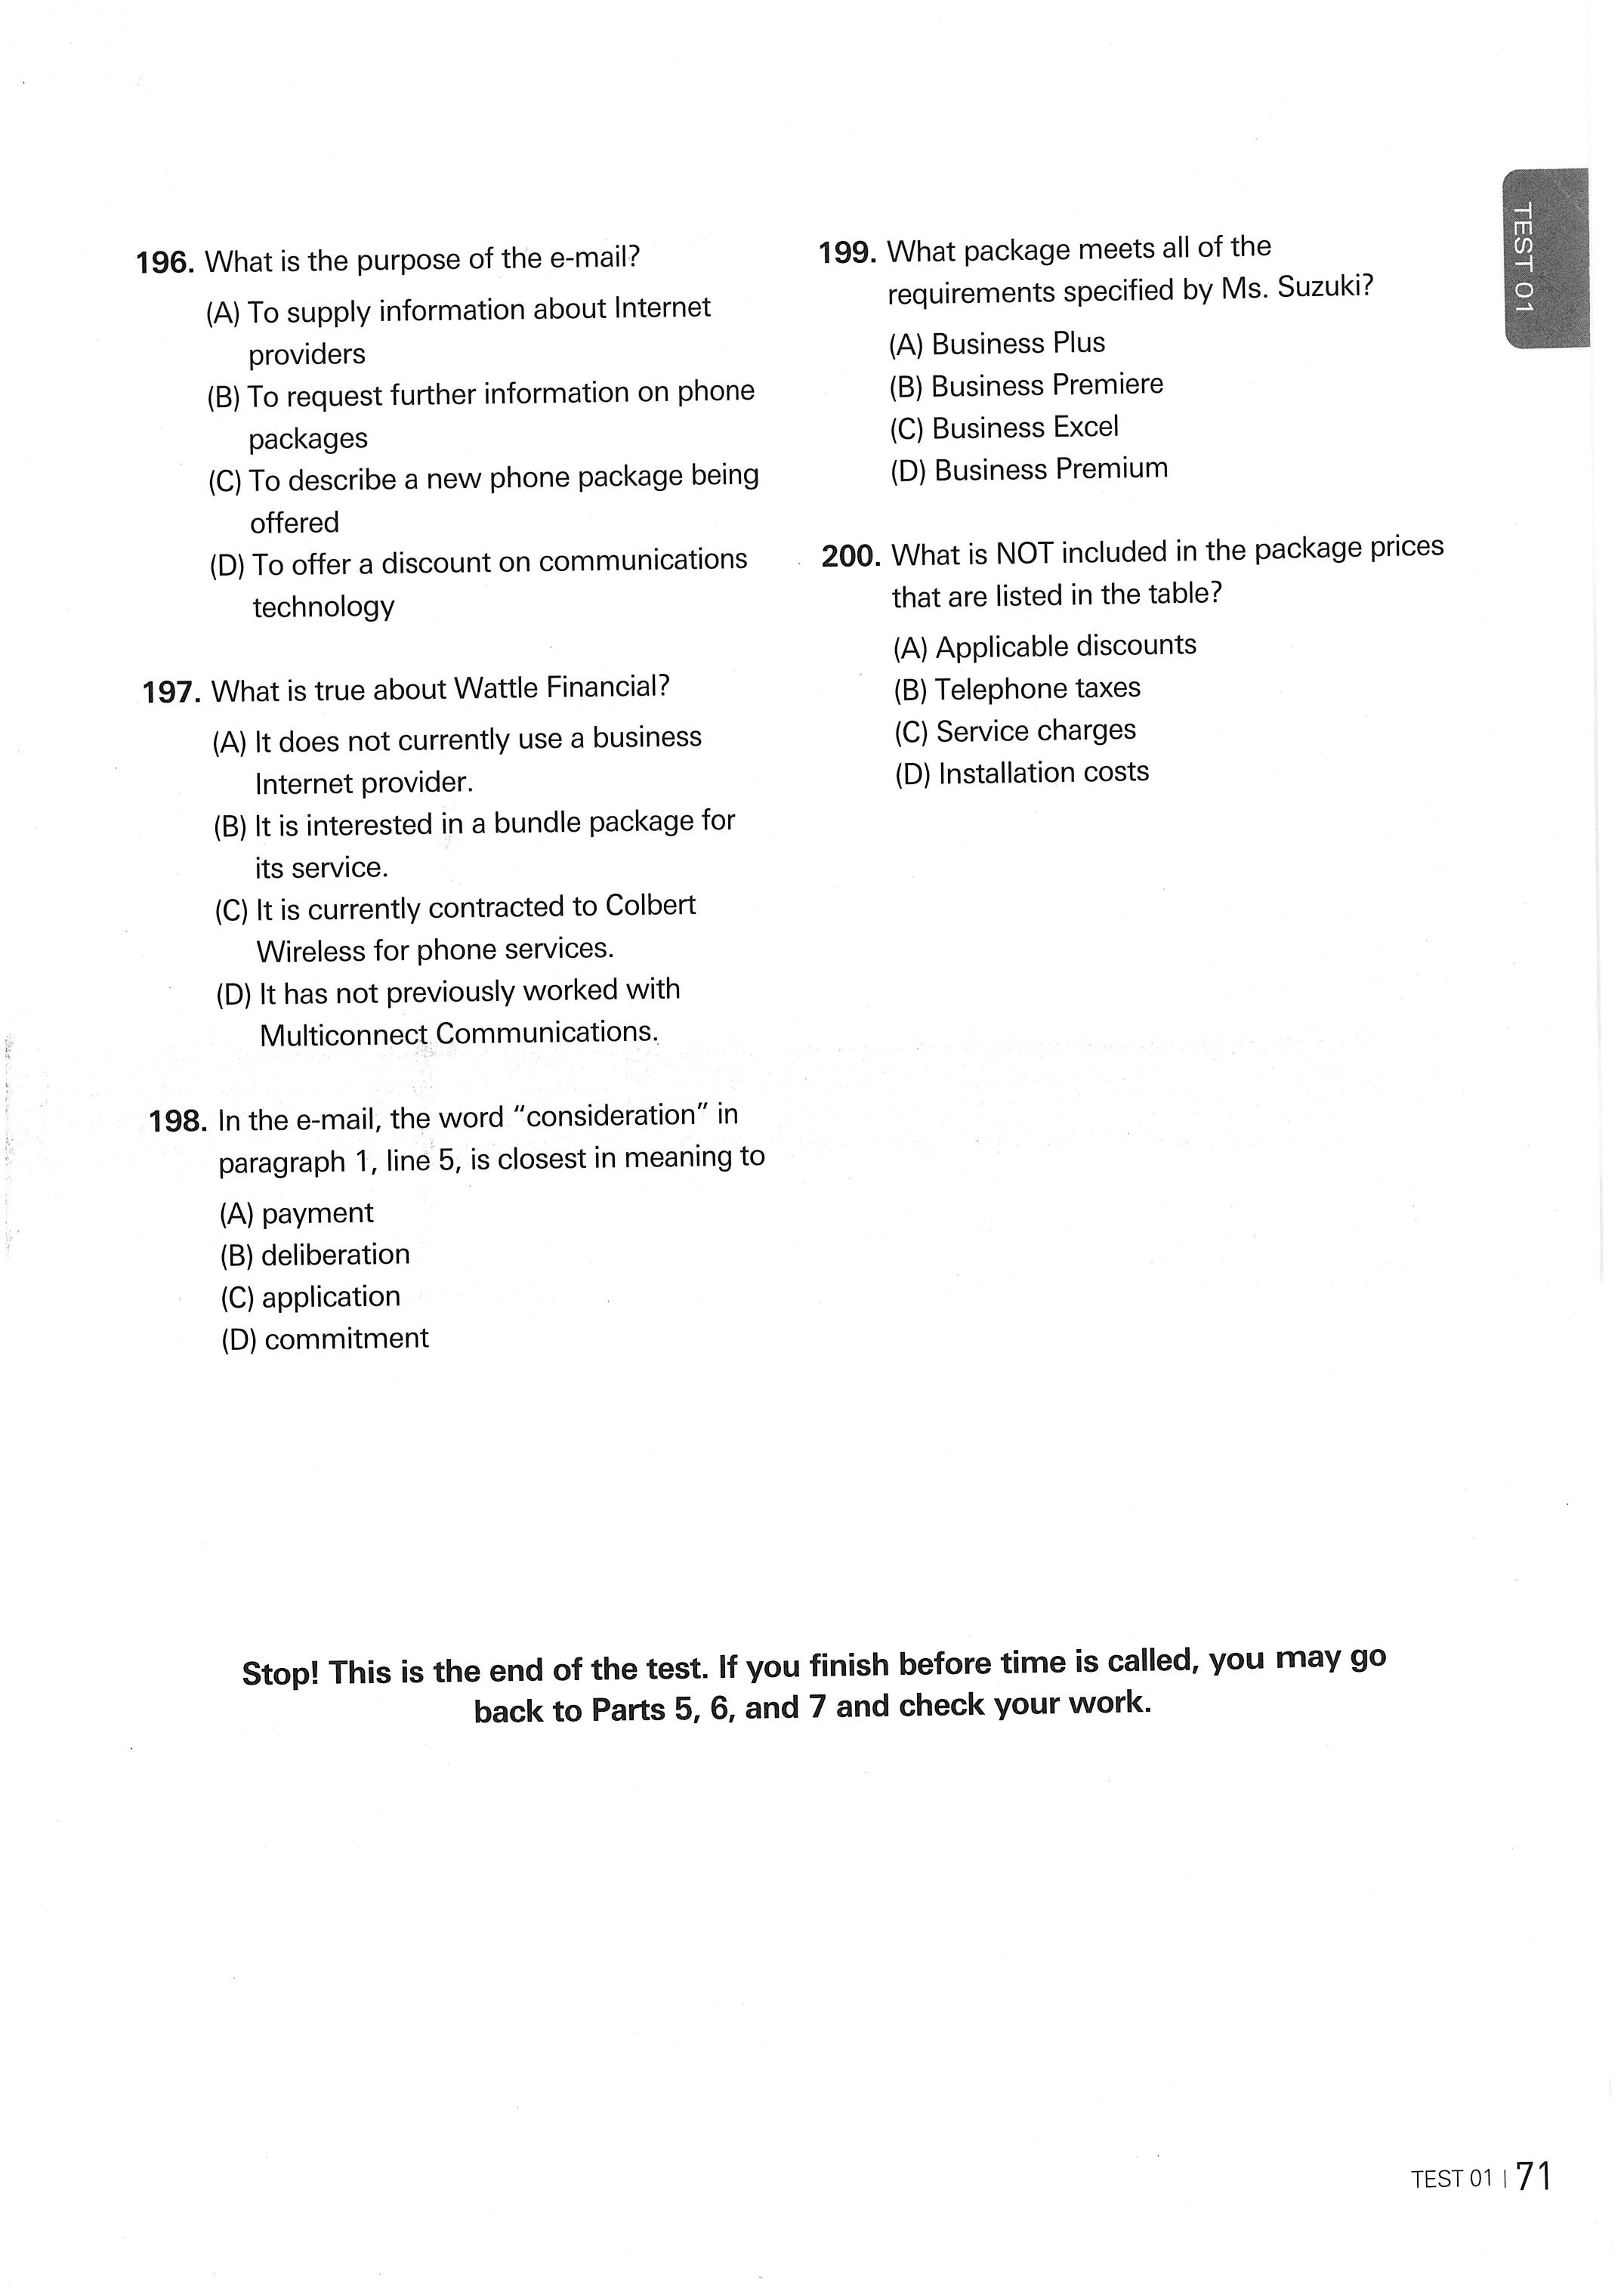 TEST 01
196. What is the purpose of the e-mail?
(A) To supply information about Internet
providers
(B) To request further information on phone
packages
(C) To describe a new phone package being
offered
(D) To offer a discount on communications
technology
197. What is true about Wattle Financial?
(A) It does not currently use a business
Internet provider.
(B) It is interested in a bundle package for
its service.
(C) It is currently contracted to Colbert
Wireless for phone services.
(D) It has not previously worked with
Multiconnect Communications.
198. In the e-mail, the word “consideration” in
paragraph 1, line 5, is closest in meaning to
(A) payment
(B) deliberation
(C) application
(D) commitment
199. What package meets all of the
requirements specified by Ms. Suzuki?
(A) Business Plus
(B) Business Premiere
(C) Business Excel
(D) Business Premium
200. What is NOT included in the package prices
that are listed in the table?
(A) Applicable discounts
(B) Telephone taxes
(C) Service charges
(D) Installation costs
Stop! This is the end of the test. If you finish before time is called, you may go
back to Parts 5, 6, and 7 and check your work.
TEST 01 | 71